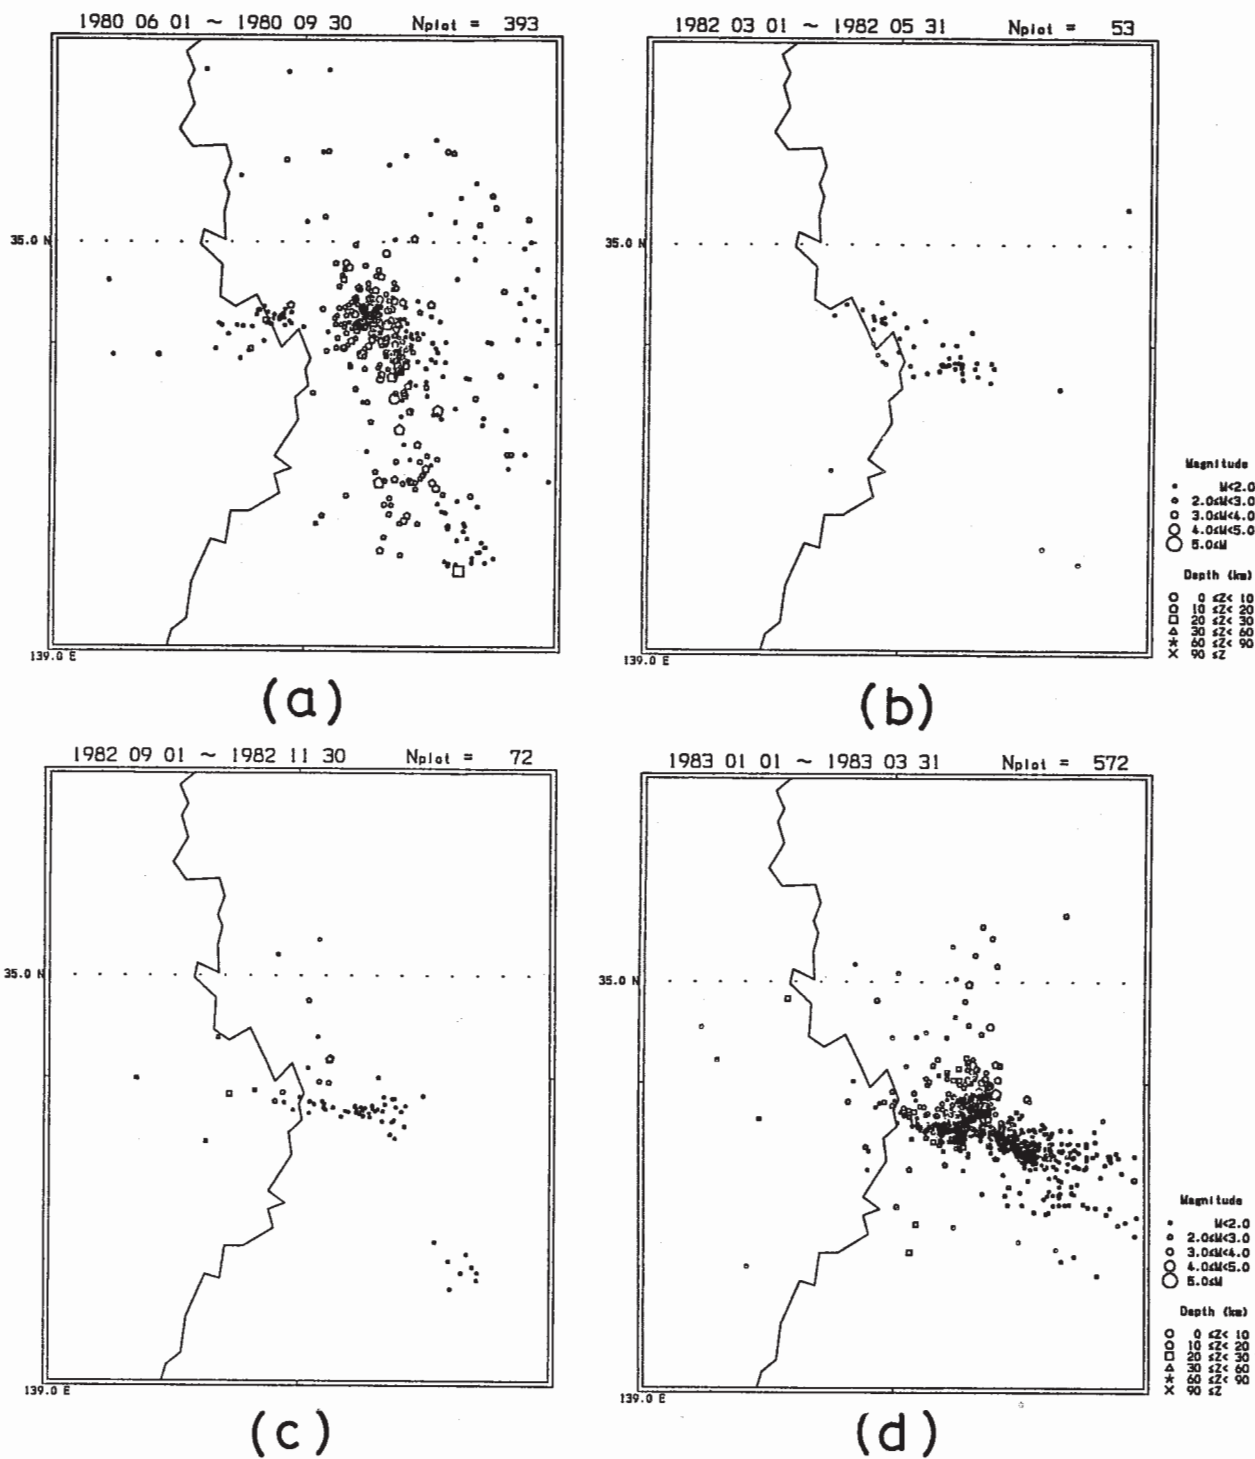 1980 06 01 ~ 1980 09 30 Nplot = 393
35.0 N
139.0 E
(a)
1982 03 01 ~ 1982 05 31 Nplot = 53
35.0 N
139.0 E
(b)
Magnitude
M<2.0
2.0≤M<3.0
3.0≤M<4.0
4.0≤M<5.0
5.0≤M
Depth (km)
0 ≤Z< 10
10 ≤Z< 20
20 ≤Z< 30
30 ≤Z< 60
60 ≤Z< 90
90 ≤Z
1982 09 01 ~ 1982 11 30 Nplot = 72
35.0 N
139.0 E
(c)
1983 01 01 ~ 1983 03 31 Nplot = 572
35.0 N
139.0 E
(d)
Magnitude
M<2.0
2.0≤M<3.0
3.0≤M<4.0
4.0≤M<5.0
5.0≤M
Depth (km)
0 ≤Z< 10
10 ≤Z< 20
20 ≤Z< 30
30 ≤Z< 60
60 ≤Z< 90
90 ≤Z